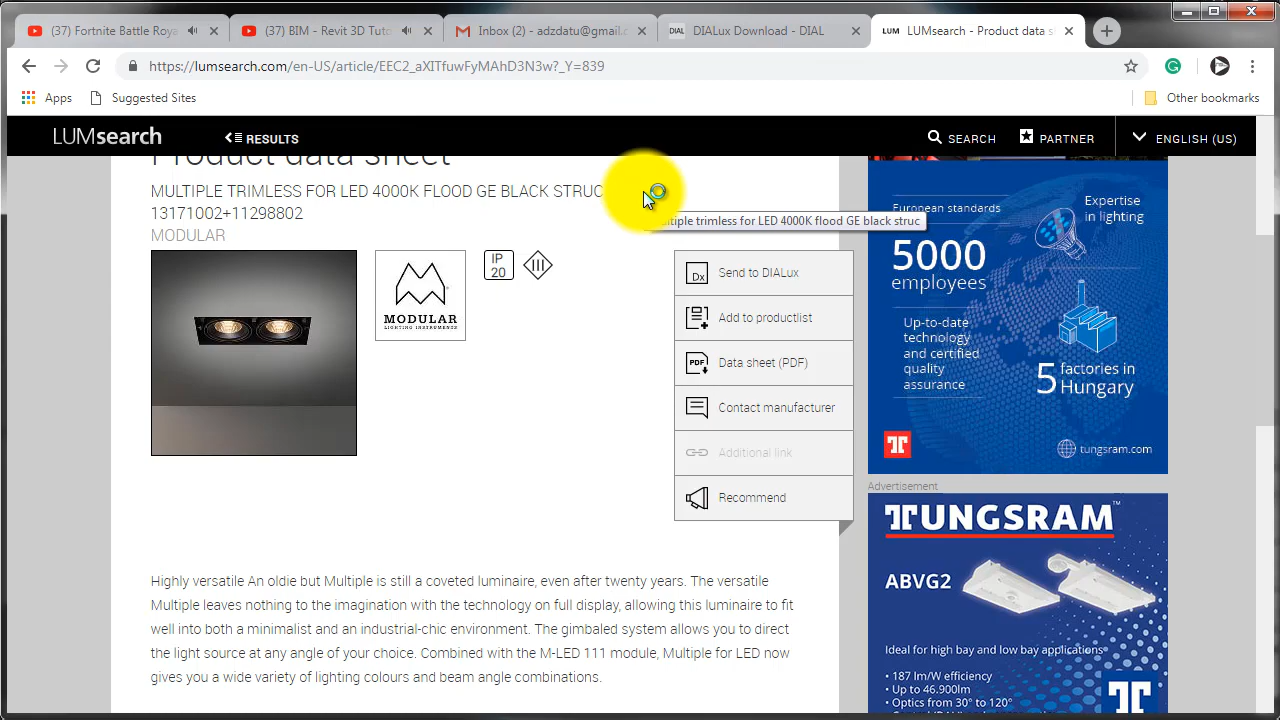 (37) Fortnite Battle Roya
(37) BIM - Revit 3D Tuto
Inbox (2) - adzdatu@gmail.c
DIAL
DIALux Download - DIAL
LUM
LUMsearch - Product data s
https://lumsearch.com/en-US/article/EEC2_aXITfuwFyMAhD3N3w?_Y=839
Apps
Suggested Sites
Other bookmarks
LUMsearch
RESULTS
SEARCH
PARTNER
ENGLISH (US)
Product data sheet
MULTIPLE TRIMLESS FOR LED 4000K FLOOD GE BLACK STRUC
13171002+11298802
MODULAR
ultiple trimless for LED 4000K flood GE black struc
IP
20
MODULAR
LIGHTING INSTRUMENTS
Dx
Send to DIALux
Add to productlist
PDF
Data sheet (PDF)
Contact manufacturer
Additional link
Recommend
Highly versatile An oldie but Multiple is still a coveted luminaire, even after twenty years. The versatile
Multiple leaves nothing to the imagination with the technology on full display, allowing this luminaire to fit
well into both a minimalist and an industrial-chic environment. The gimbaled system allows you to direct
the light source at any angle of your choice. Combined with the M-LED 111 module, Multiple for LED now
gives you a wide variety of lighting colours and beam angle combinations.
European standards
Expertise
in lighting
5000
employees
Up-to-date
technology
and certified
quality
assurance
5 factories in
Hungary
tungsram.com
Advertisement
TUNGSRAM™
ABVG2
Ideal for high bay and low bay applications
• 187 lm/W efficiency
• Up to 46.900lm
• Optics from 30° to 120°